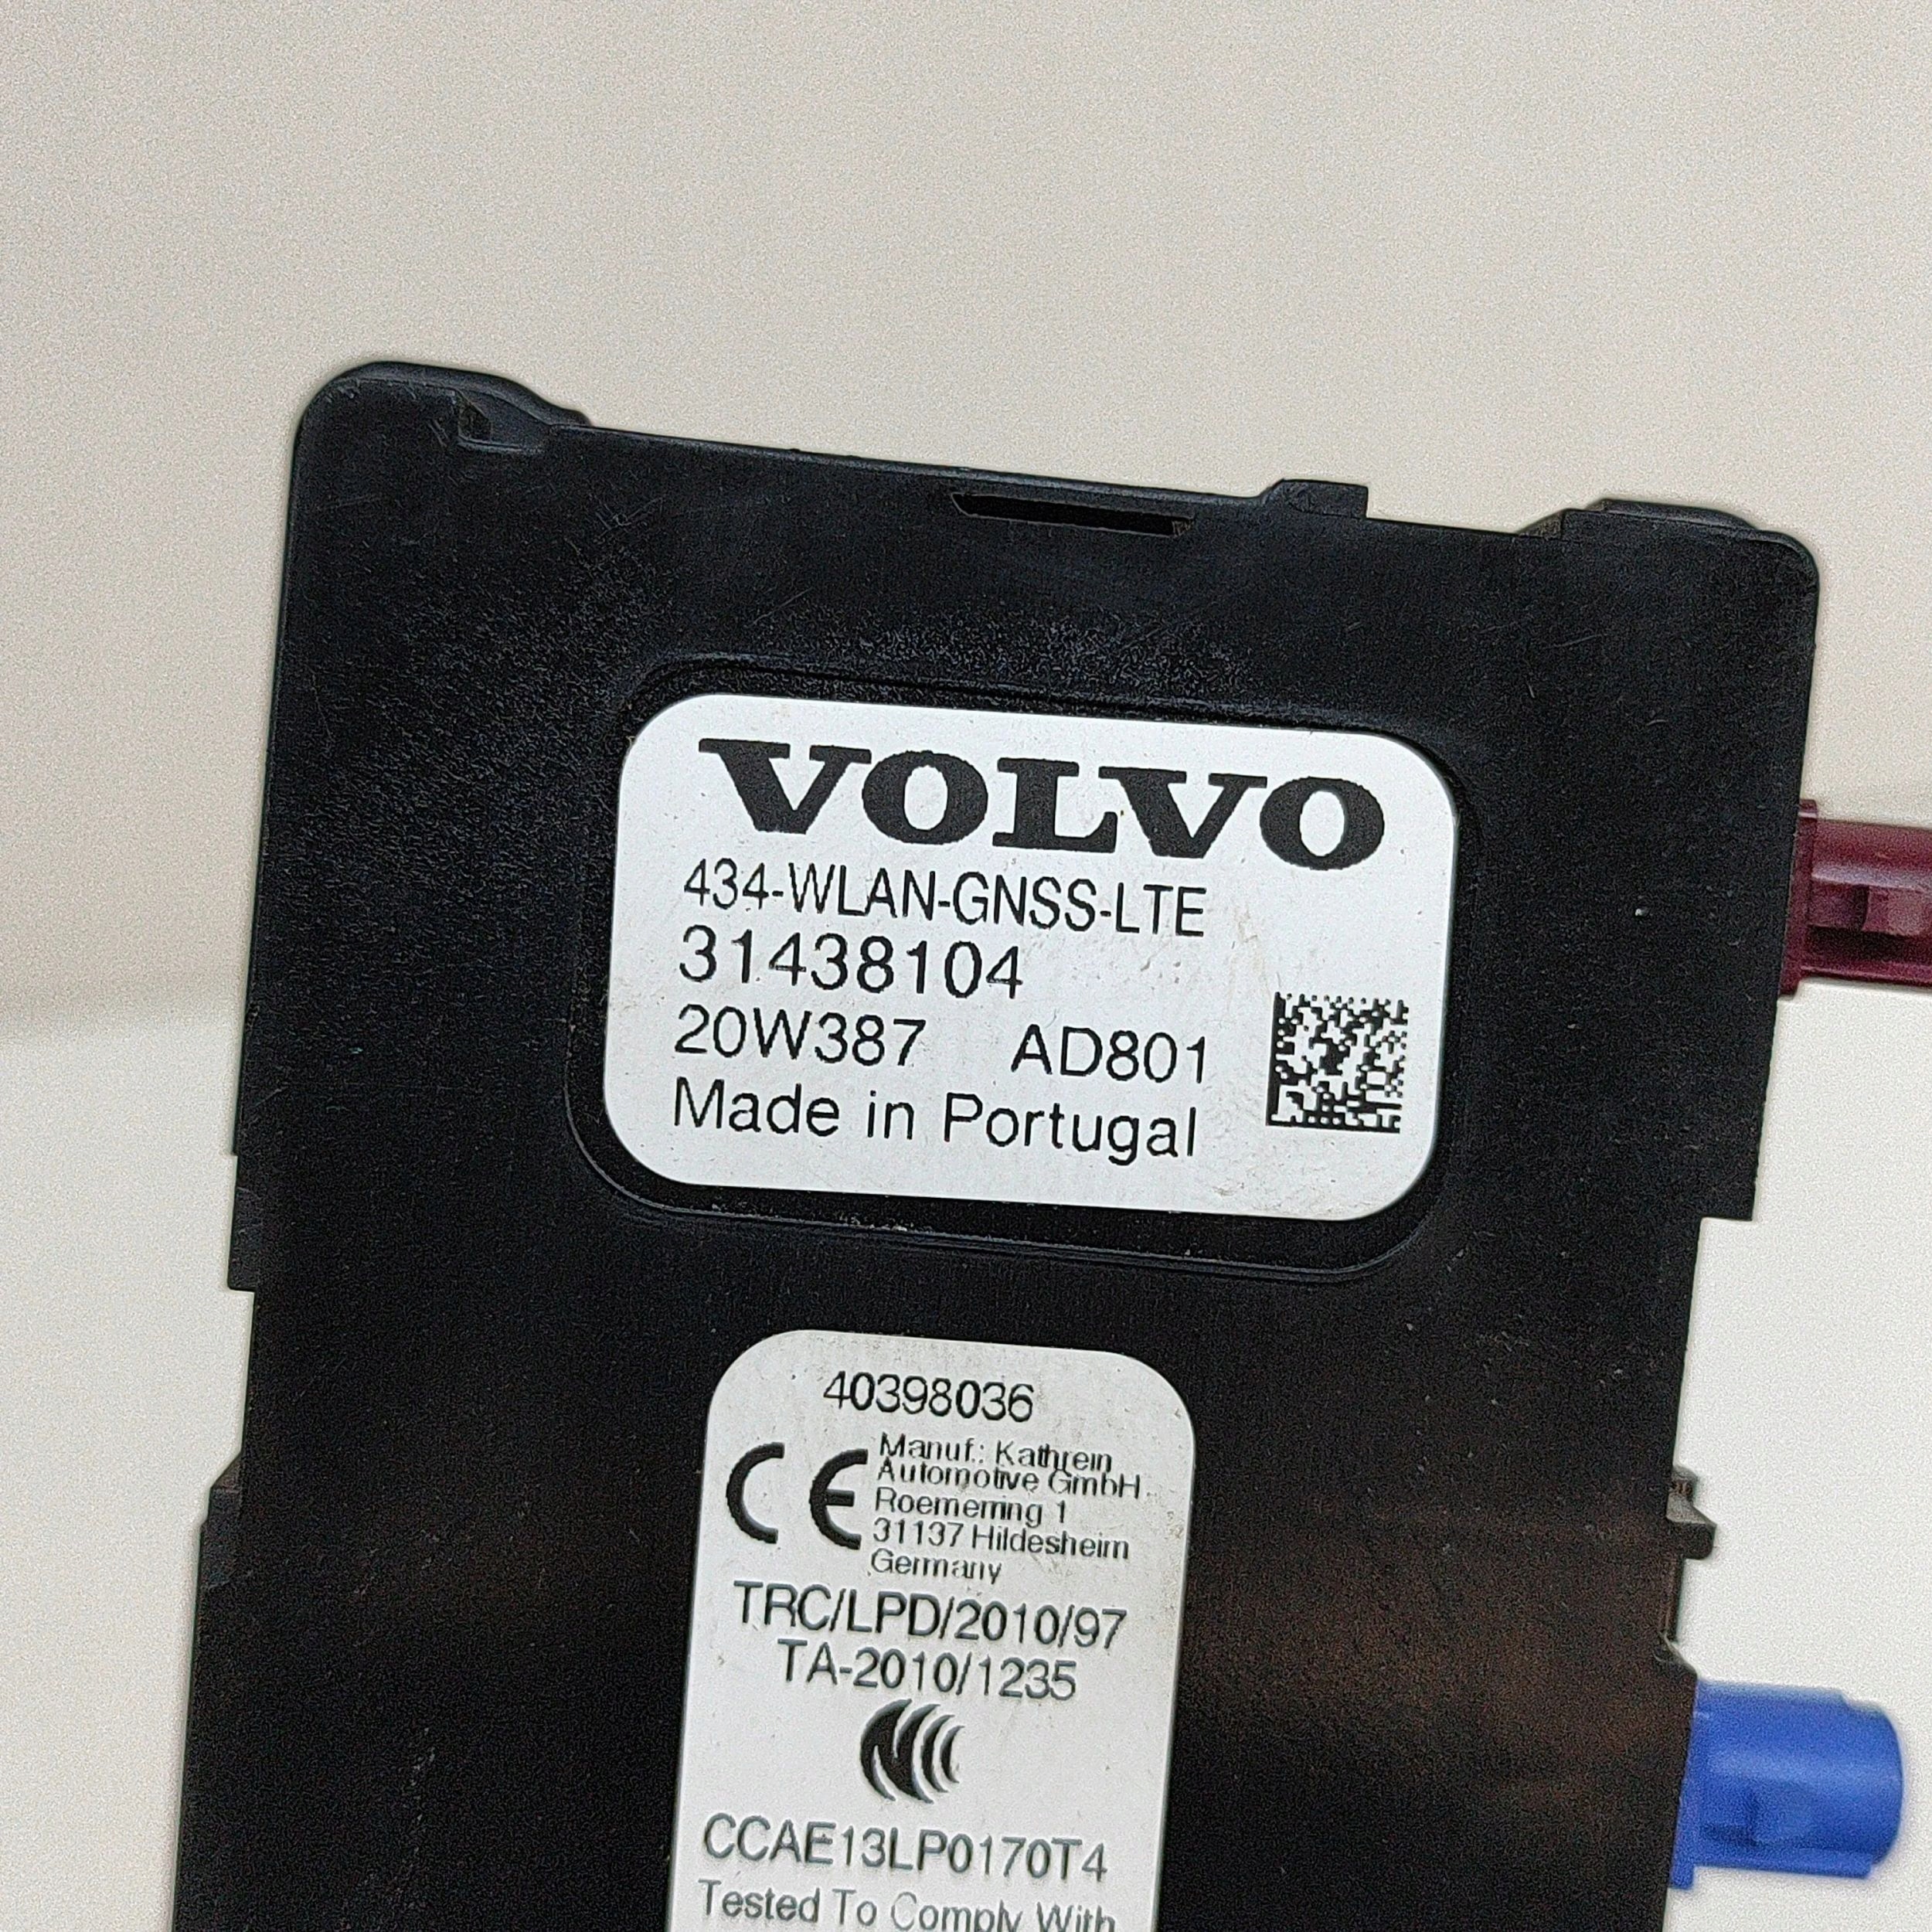 VOLVO
434-WLAN-GNSS-LTE
31438104
20W387 AD801
Made in Portugal
40398036
CE
Manuf.: Kathrein
Automotive GmbH
Roemerring 1
31137 Hildesheim
Germany
TRC/LPD/2010/97
TA-2010/1235
CCAE13LP0170T4
Tested To Comply With